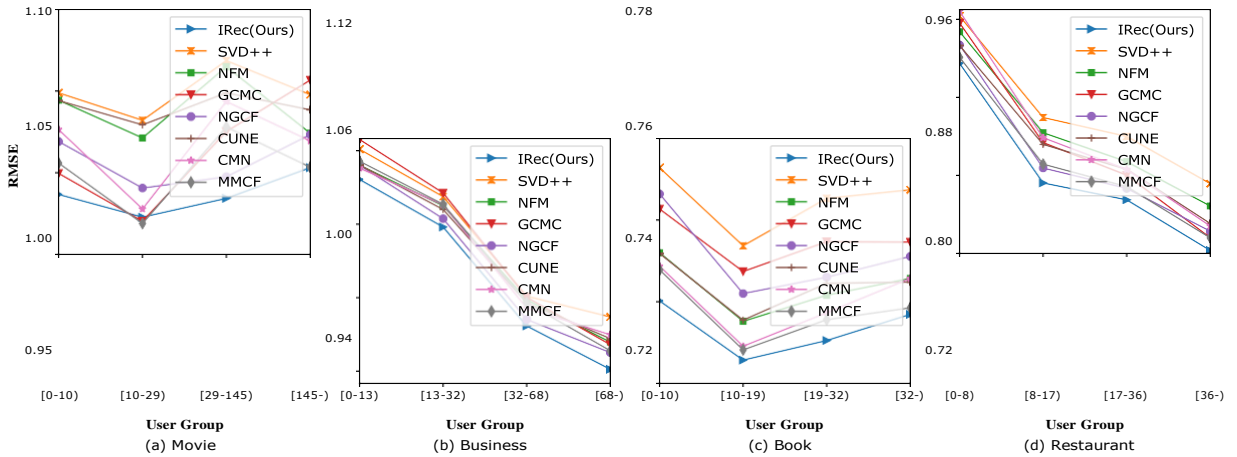 RMSE
1.10
1.05
1.00
0.95
IRec(Ours)
SVD++
NFM
GCMC
NGCF
CUNE
CMN
MMCF
[0-10)
[10-29)
[29-145)
[145-)
User Group
(a) Movie
1.12
1.06
1.00
0.94
IRec(Ours)
SVD++
NFM
GCMC
NGCF
CUNE
CMN
MMCF
[0-13)
[13-32)
[32-68)
[68-)
User Group
(b) Business
0.78
0.76
0.74
0.72
IRec(Ours)
SVD++
NFM
GCMC
NGCF
CUNE
CMN
MMCF
[0-10)
[10-19)
[19-32)
[32-)
User Group
(c) Book
0.96
0.88
0.80
0.72
IRec(Ours)
SVD++
NFM
GCMC
NGCF
CUNE
CMN
MMCF
[0-8)
[8-17)
[17-36)
[36-)
User Group
(d) Restaurant